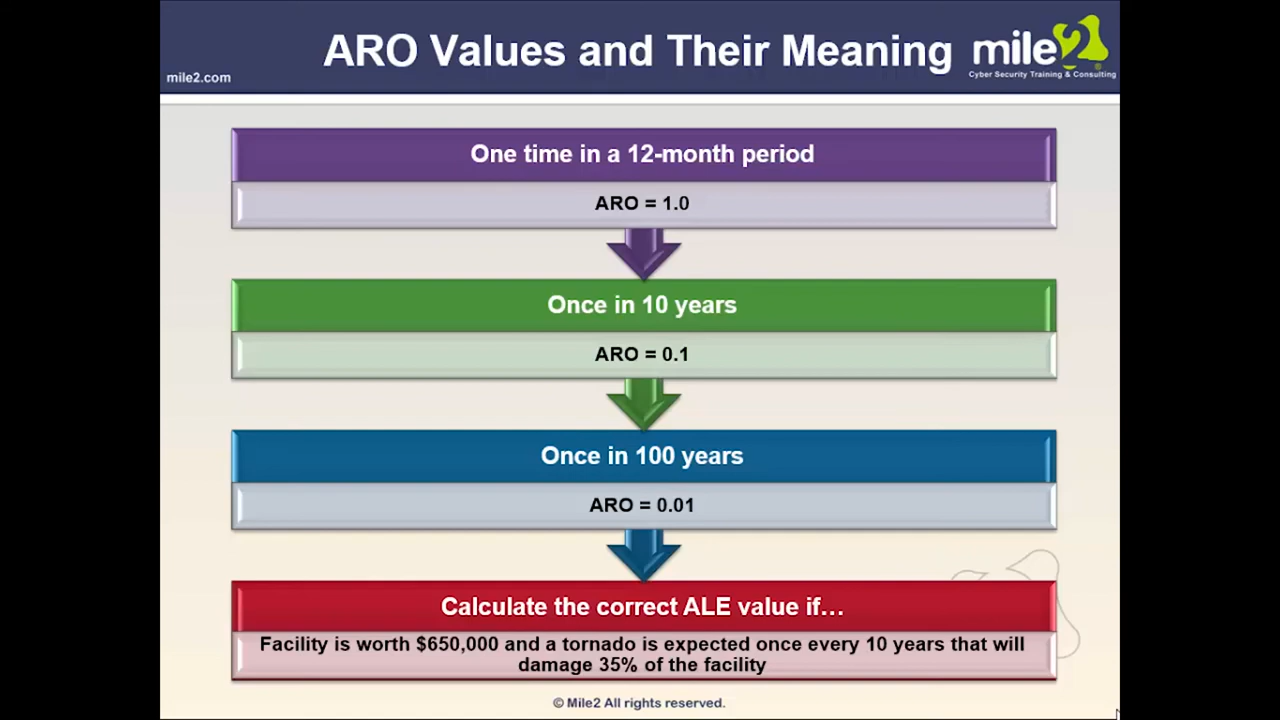 ARO Values and Their Meaning
mile2.com
mile2
Cyber Security Training & Consulting
One time in a 12-month period
ARO = 1.0
Once in 10 years
ARO = 0.1
Once in 100 years
ARO = 0.01
Calculate the correct ALE value if…
Facility is worth $650,000 and a tornado is expected once every 10 years that will
damage 35% of the facility
© Mile2 All rights reserved.